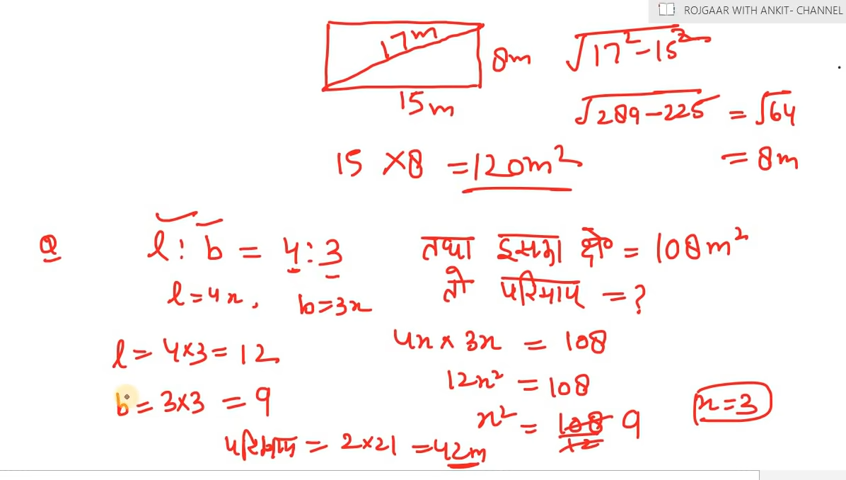 ROJGAAR WITH ANKIT- CHANNEL
17m
8m
15m
√17²-15²
√289-225 = √64
= 8m
15 × 8 = 120m²
Q l : b = 4 : 3 तथा इसका क्षे० = 108m²
l = 4x, b = 3x तो परिमाप = ?
l = 4×3 = 12 4x × 3x = 108
12x² = 108
b = 3×3 = 9 x² = 108/12 9 x = 3
परिमाप = 2×21 = 42m